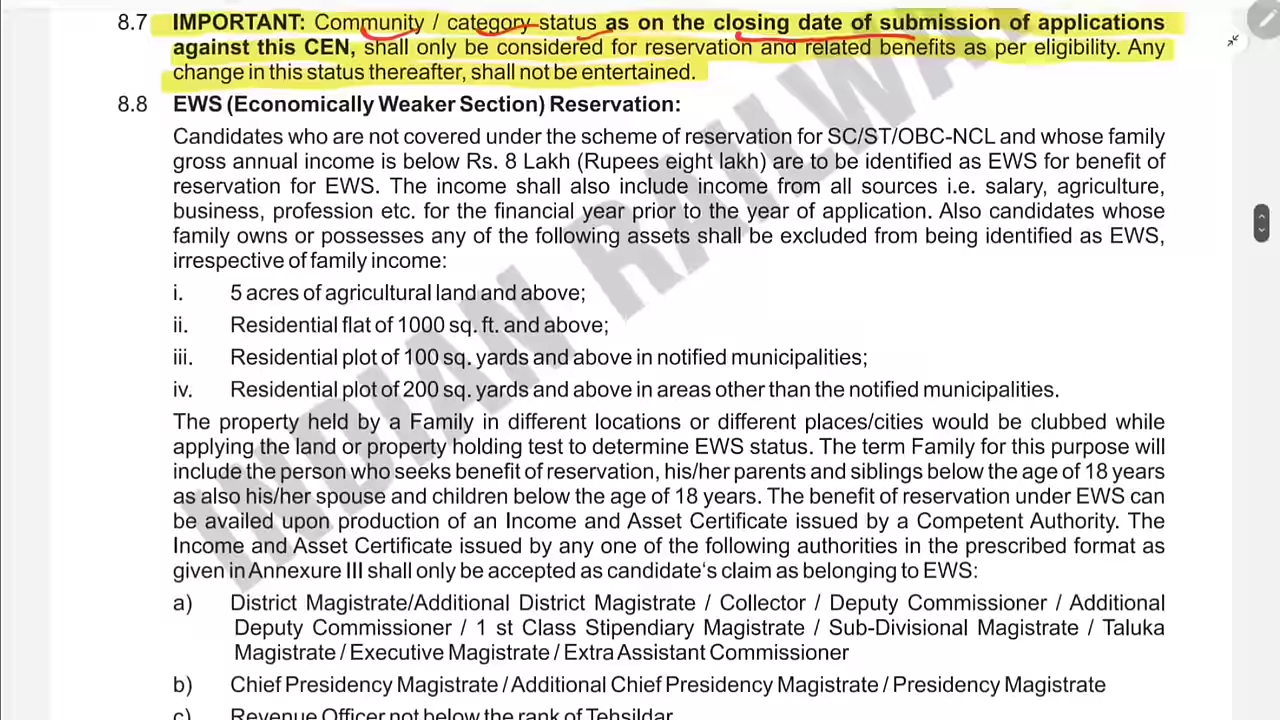 8.7 IMPORTANT: Community / category status as on the closing date of submission of applications
against this CEN, shall only be considered for reservation and related benefits as per eligibility. Any
change in this status thereafter, shall not be entertained.
8.8 EWS (Economically Weaker Section) Reservation:
Candidates who are not covered under the scheme of reservation for SC/ST/OBC-NCL and whose family
gross annual income is below Rs. 8 Lakh (Rupees eight lakh) are to be identified as EWS for benefit of
reservation for EWS. The income shall also include income from all sources i.e. salary, agriculture,
business, profession etc. for the financial year prior to the year of application. Also candidates whose
family owns or possesses any of the following assets shall be excluded from being identified as EWS,
irrespective of family income:
i. 5 acres of agricultural land and above;
ii. Residential flat of 1000 sq. ft. and above;
iii. Residential plot of 100 sq. yards and above in notified municipalities;
iv. Residential plot of 200 sq. yards and above in areas other than the notified municipalities.
The property held by a Family in different locations or different places/cities would be clubbed while
applying the land or property holding test to determine EWS status. The term Family for this purpose will
include the person who seeks benefit of reservation, his/her parents and siblings below the age of 18 years
as also his/her spouse and children below the age of 18 years. The benefit of reservation under EWS can
be availed upon production of an Income and Asset Certificate issued by a Competent Authority. The
Income and Asset Certificate issued by any one of the following authorities in the prescribed format as
given in Annexure III shall only be accepted as candidate‘s claim as belonging to EWS:
a) District Magistrate/Additional District Magistrate / Collector / Deputy Commissioner / Additional
Deputy Commissioner / 1 st Class Stipendiary Magistrate / Sub-Divisional Magistrate / Taluka
Magistrate / Executive Magistrate / Extra Assistant Commissioner
b) Chief Presidency Magistrate / Additional Chief Presidency Magistrate / Presidency Magistrate
c) Revenue Officer not below the rank of Tehsildar
INDIAN RAILWAY